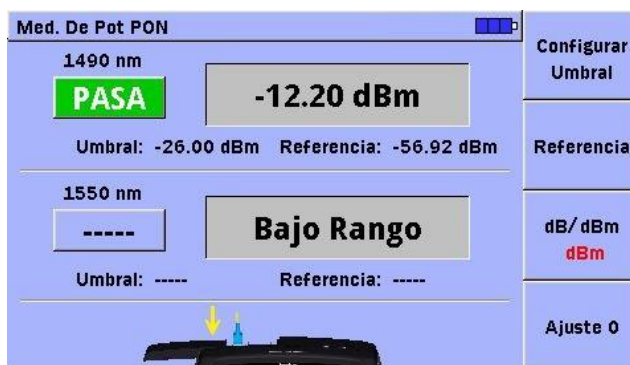 Med. De Pot PON
1490 nm
PASA
-12.20 dBm
Umbral: -26.00 dBm Referencia: -56.92 dBm
1550 nm
-----
Bajo Rango
Umbral: ----- Referencia: -----
Configurar
Umbral
Referencia
dB/dBm
dBm
Ajuste 0